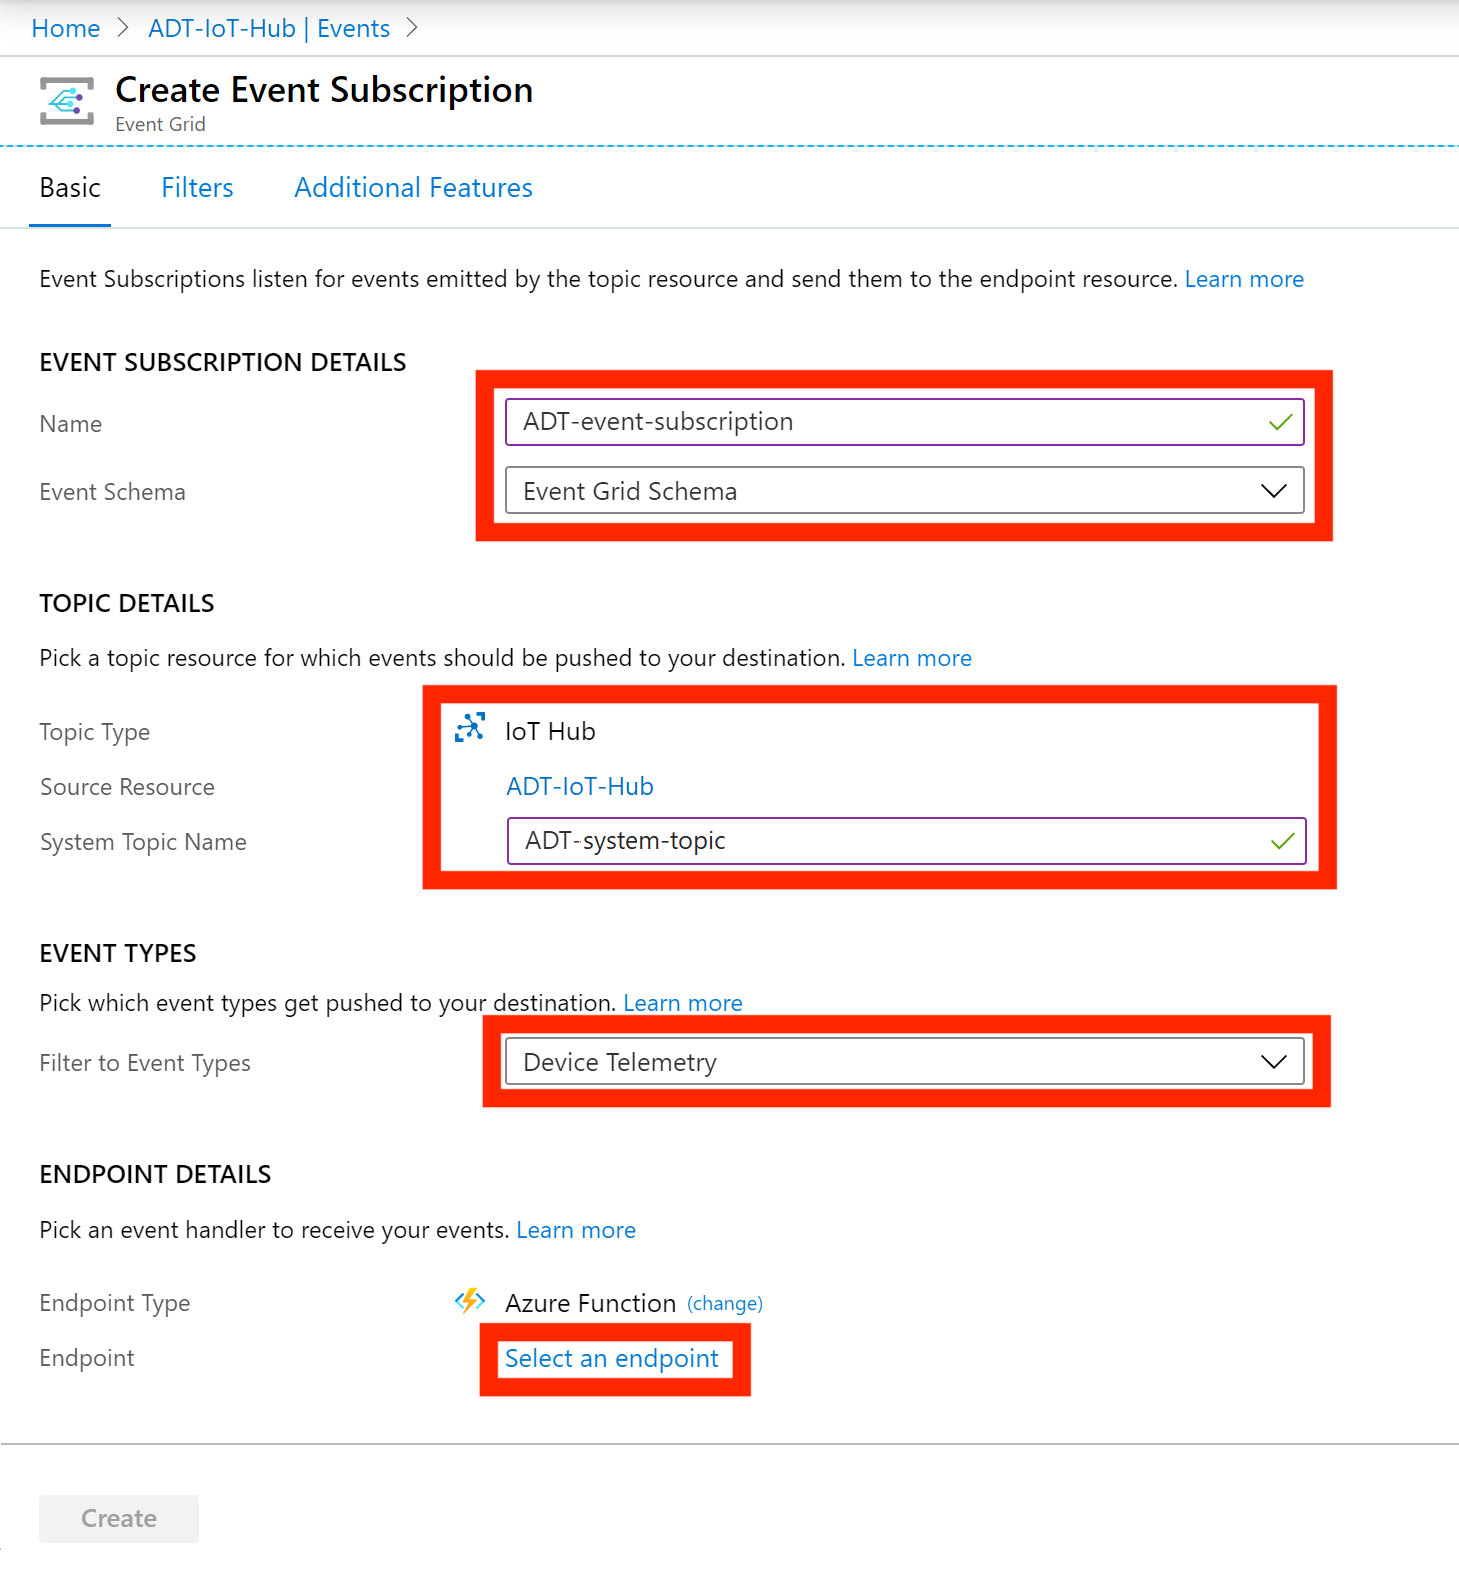 Home > ADT-IoT-Hub | Events >
Create Event Subscription
Event Grid
Basic Filters Additional Features
Event Subscriptions listen for events emitted by the topic resource and send them to the endpoint resource. Learn more
EVENT SUBSCRIPTION DETAILS
Name ADT-event-subscription
Event Schema Event Grid Schema
TOPIC DETAILS
Pick a topic resource for which events should be pushed to your destination. Learn more
Topic Type IoT Hub
Source Resource ADT-IoT-Hub
System Topic Name ADT-system-topic
EVENT TYPES
Pick which event types get pushed to your destination. Learn more
Filter to Event Types Device Telemetry
ENDPOINT DETAILS
Pick an event handler to receive your events. Learn more
Endpoint Type Azure Function (change)
Endpoint Select an endpoint
Create